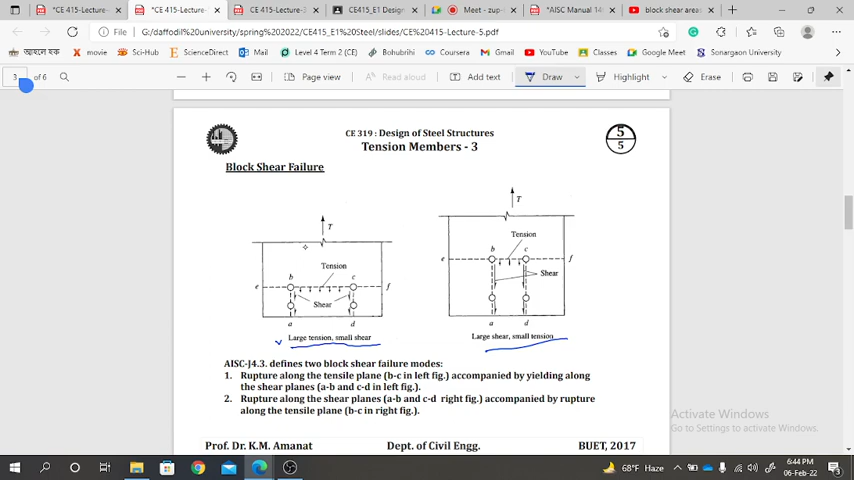 *CE 415-Lecture-
*CE 415-Lecture-
CE 415-Lecture-3
CE415_E1 Design
Meet - zup-
*AISC Manual 14
block shear areas
File
G:/daffodil%20university/spring%202022/CE415_E1%20Steel/slides/CE%20415-Lecture-5.pdf
আহলে হক
movie
Sci-Hub
ScienceDirect
Mail
Level 4 Term 2 (CE)
Bohubrihi
Coursera
Gmail
YouTube
Classes
Google Meet
Sonargaon University
3
of 6
Page view
Read aloud
Add text
Draw
Highlight
Erase
CE 319 : Design of Steel Structures
Tension Members - 3
5
5
Block Shear Failure
T
Tension
b
c
e
f
Shear
a
d
Large tension, small shear
T
Tension
b
c
e
f
Shear
a
d
Large shear, small tension
AISC-J4.3. defines two block shear failure modes:
1. Rupture along the tensile plane (b-c in left fig.) accompanied by yielding along
the shear planes (a-b and c-d in left fig.).
2. Rupture along the shear planes (a-b and c-d right fig.) accompanied by rupture
along the tensile plane (b-c in right fig.).
Activate Windows
Go to Settings to activate Windows.
Prof. Dr. K.M. Amanat
Dept. of Civil Engg.
BUET, 2017
68°F Haze
6:44 PM
06-Feb-22
3